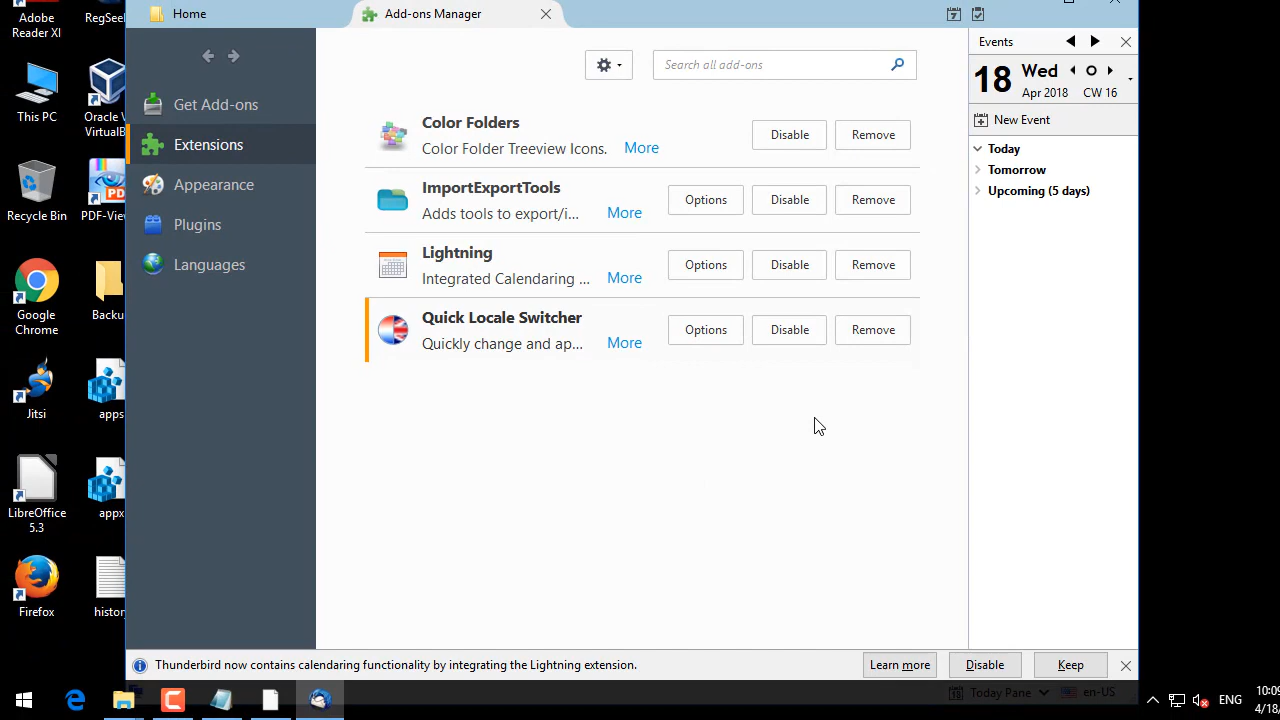 Adobe
Reader XI
RegSeek
This PC
Oracle V
VirtualB
Recycle Bin
PDF-View
Google
Chrome
Backu
Jitsi
apps
LibreOffice
5.3
appx
Firefox
history
Home
Add-ons Manager
Get Add-ons
Extensions
Appearance
Plugins
Languages
Search all add-ons
Color Folders
Color Folder Treeview Icons. More
Disable Remove
ImportExportTools
Adds tools to export/i... More
Options Disable Remove
Lightning
Integrated Calendaring ... More
Options Disable Remove
Quick Locale Switcher
Quickly change and ap... More
Options Disable Remove
Events
18 Wed
Apr 2018 CW 16
New Event
Today
Tomorrow
Upcoming (5 days)
Thunderbird now contains calendaring functionality by integrating the Lightning extension.
Learn more Disable Keep
Today Pane en-US
ENG
10:09
4/18/